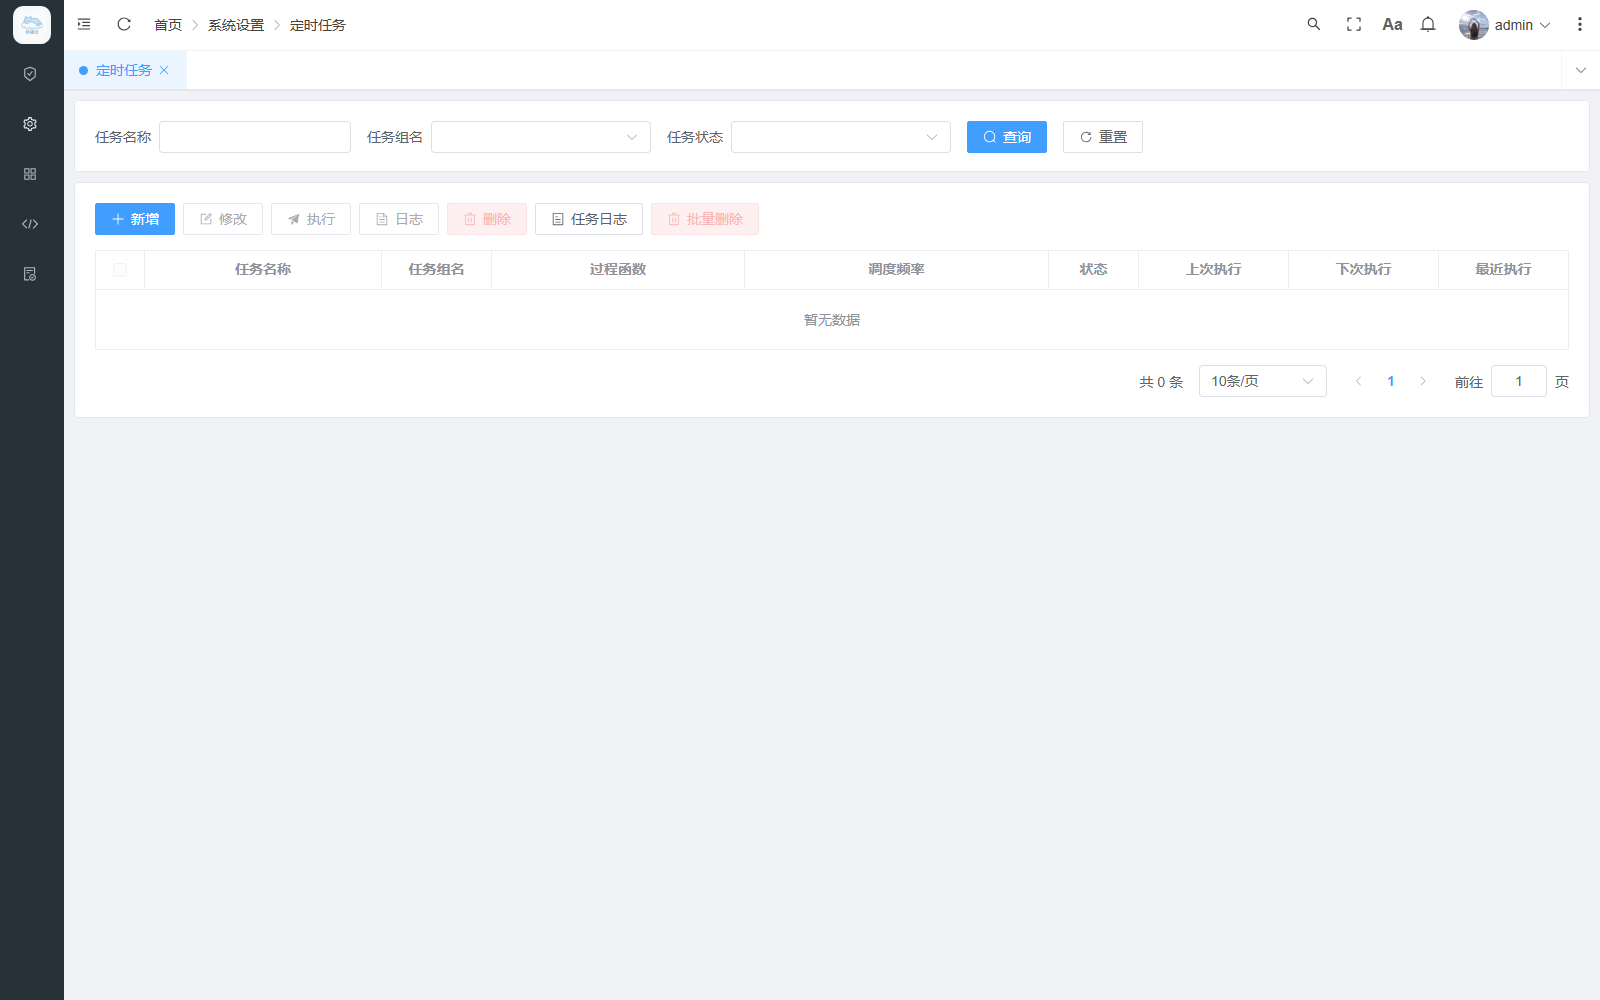 首页 系统设置 定时任务 Aa admin
定时任务
任务名称 任务组名 任务状态 查询 重置
新增 修改 执行 日志 删除 任务日志 批量删除
任务名称 任务组名 过程函数 调度频率 状态 上次执行 下次执行 最近执行
暂无数据
共 0 条 10条/页 1 前往 1 页